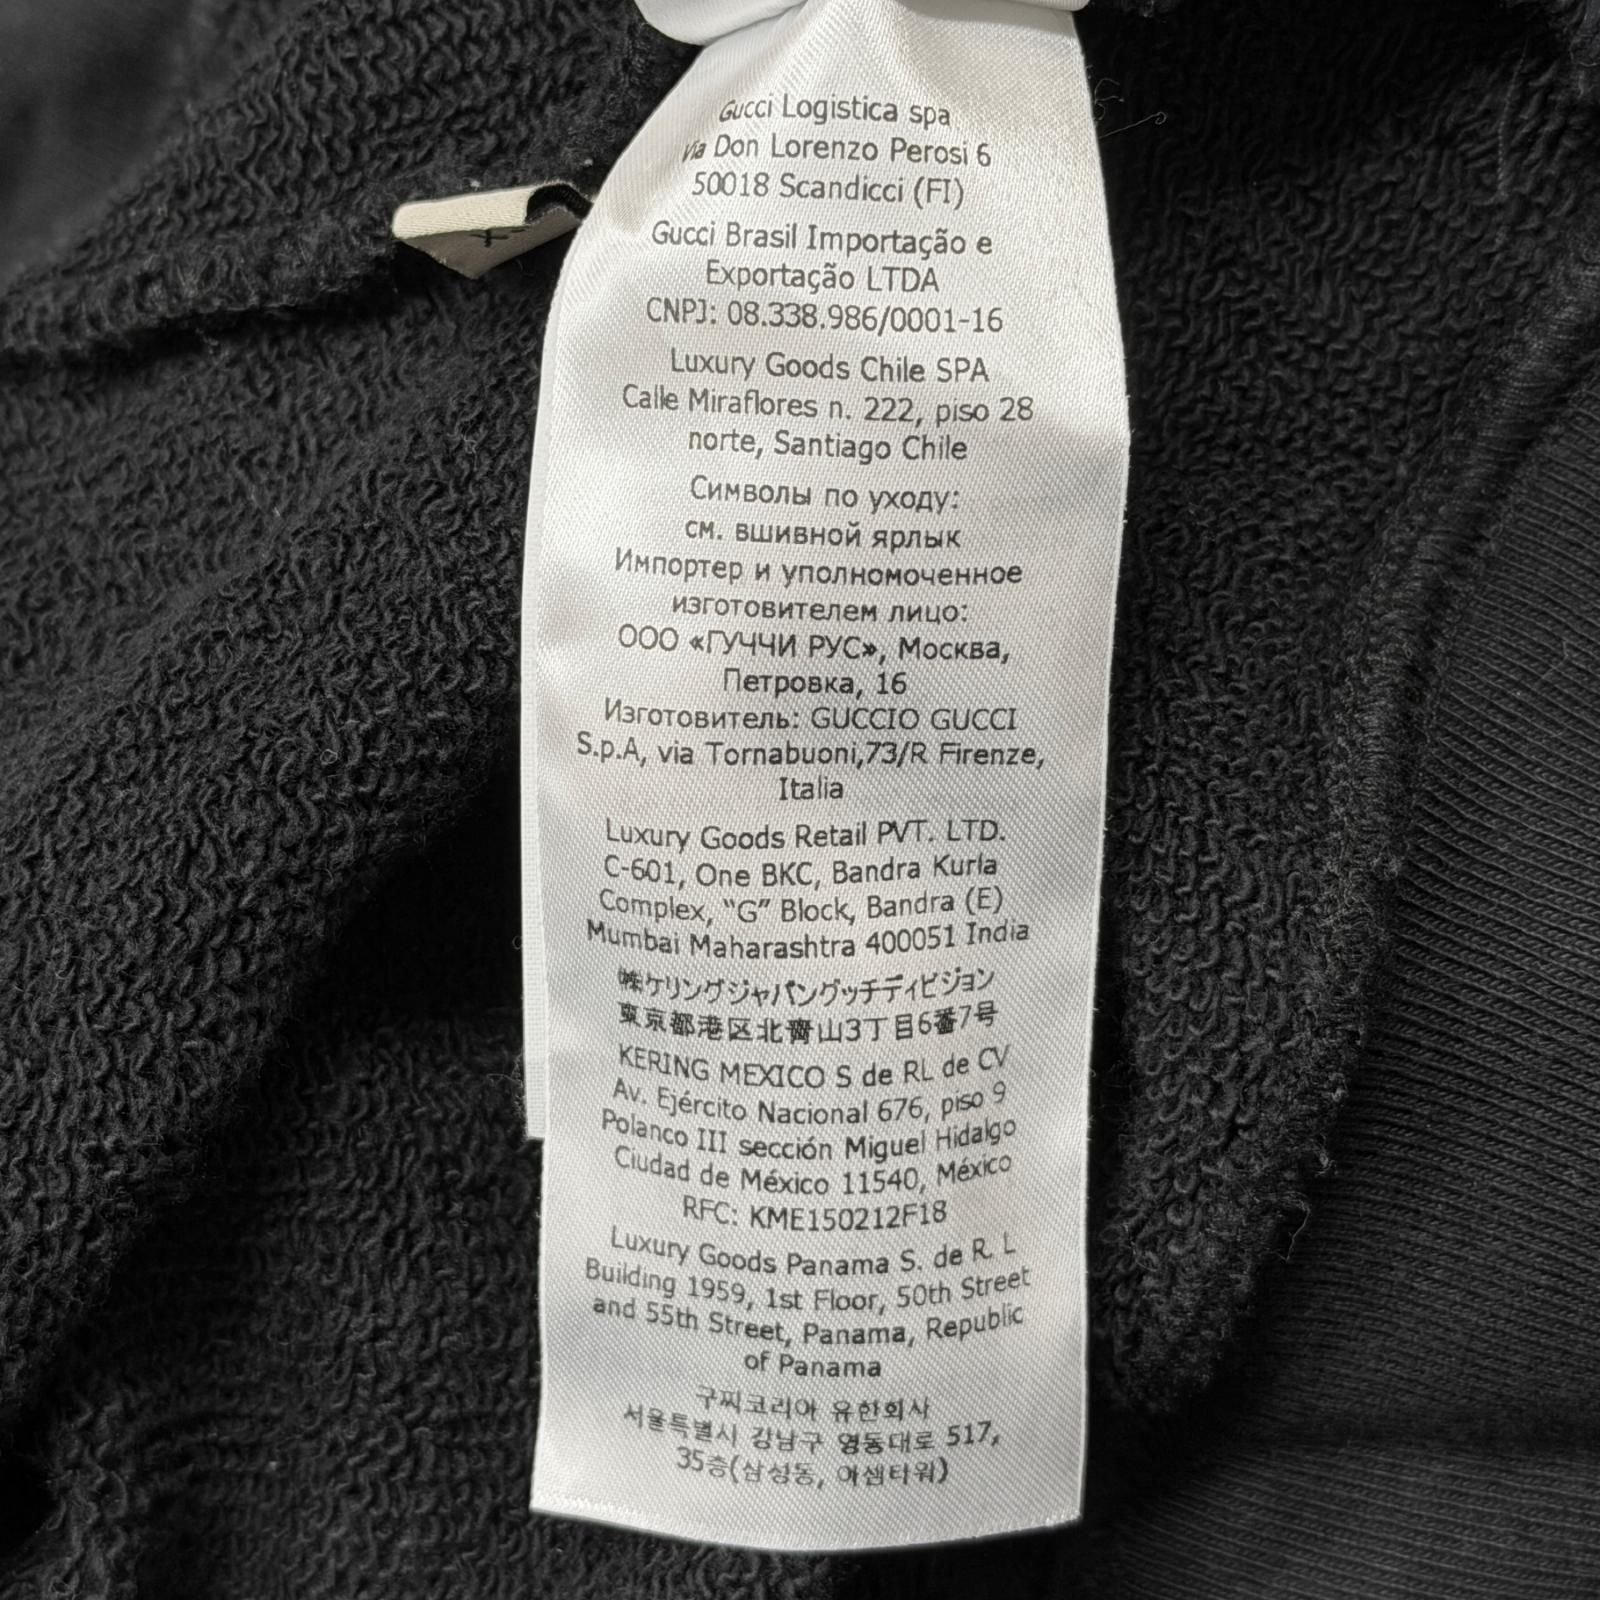 Gucci Logistica spa
Via Don Lorenzo Perosi 6
50018 Scandicci (FI)
Gucci Brasil Importação e
Exportação LTDA
CNPJ: 08.338.986/0001-16
Luxury Goods Chile SPA
Calle Miraflores n. 222, piso 28
norte, Santiago Chile
Символы по уходу:
см. вшивной ярлык
Импортер и уполномоченное
изготовителем лицо:
ООО «ГУЧЧИ РУС», Москва,
Петровка, 16
Изготовитель: GUCCIO GUCCI
S.p.A, via Tornabuoni,73/R Firenze,
Italia
Luxury Goods Retail PVT. LTD.
C-601, One BKC, Bandra Kurla
Complex, “G” Block, Bandra (E)
Mumbai Maharashtra 400051 India
㈱ケリングジャパングッチディビジョン
東京都港区北青山3丁目6番7号
KERING MEXICO S de RL de CV
Av. Ejército Nacional 676, piso 9
Polanco III sección Miguel Hidalgo
Ciudad de México 11540, México
RFC: KME150212F18
Luxury Goods Panama S. de R. L
Building 1959, 1st Floor, 50th Street
and 55th Street, Panama, Republic
of Panama
구찌코리아 유한회사
서울특별시 강남구 영동대로 517,
35층(삼성동, 아셈타워)